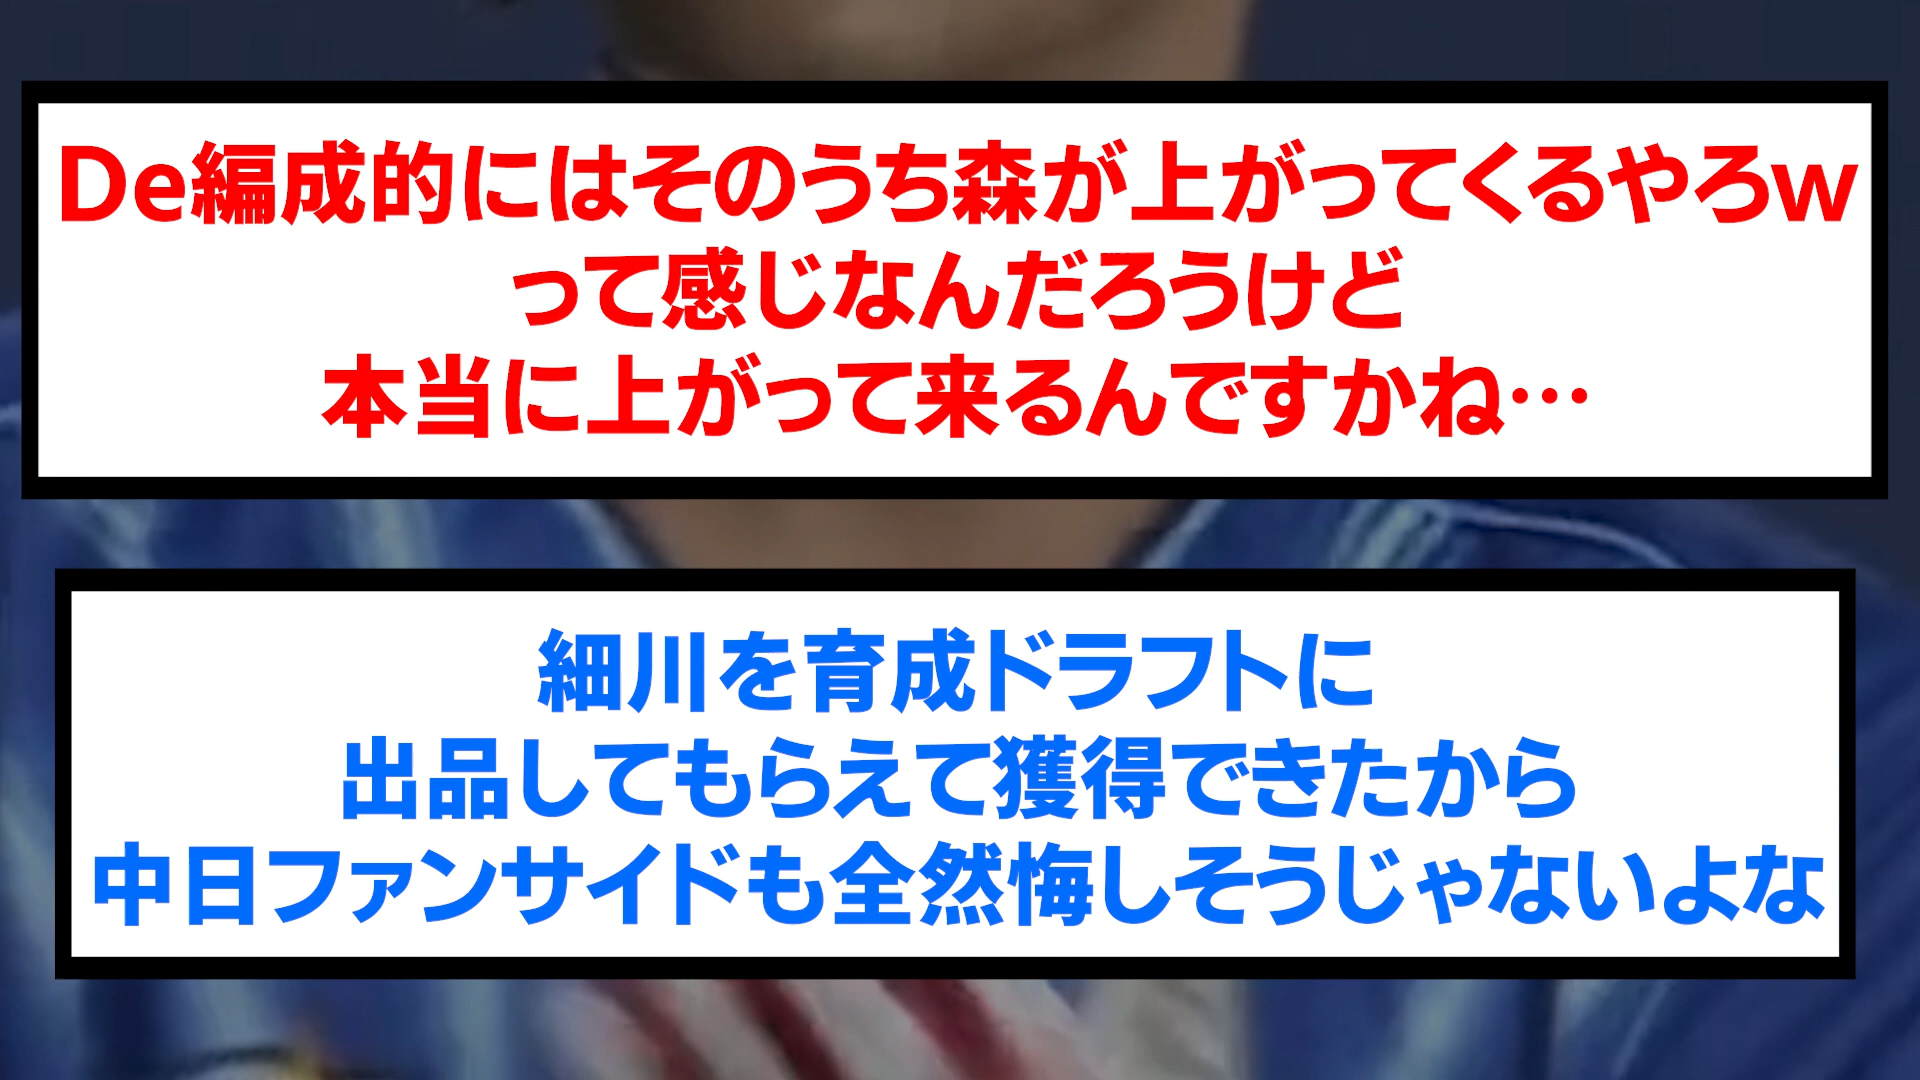 De編成的にはそのうち森が上がってくるやろw
って感じなんだろうけど
本当に上がって来るんですかね…
細川を育成ドラフトに
出品してもらえて獲得できたから
中日ファンサイドも全然悔しそうじゃないよな